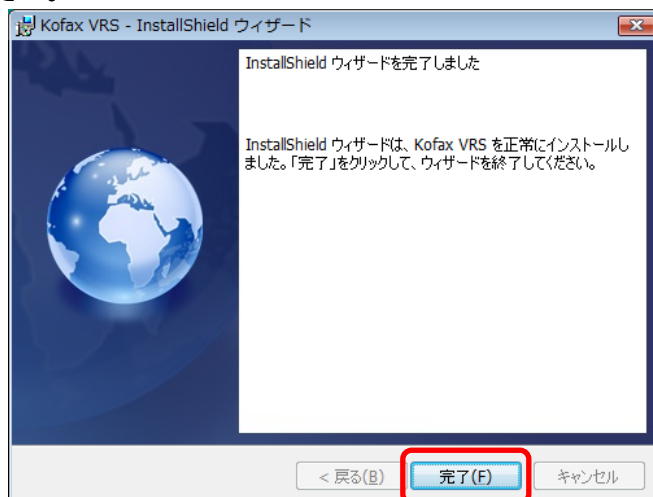 Kofax VRS - InstallShield ウィザード
InstallShield ウィザードを完了しました
InstallShield ウィザードは、Kofax VRS を正常にインストールし
ました。「完了」をクリックして、ウィザードを終了してください。
< 戻る(B)
完了(F)
キャンセル